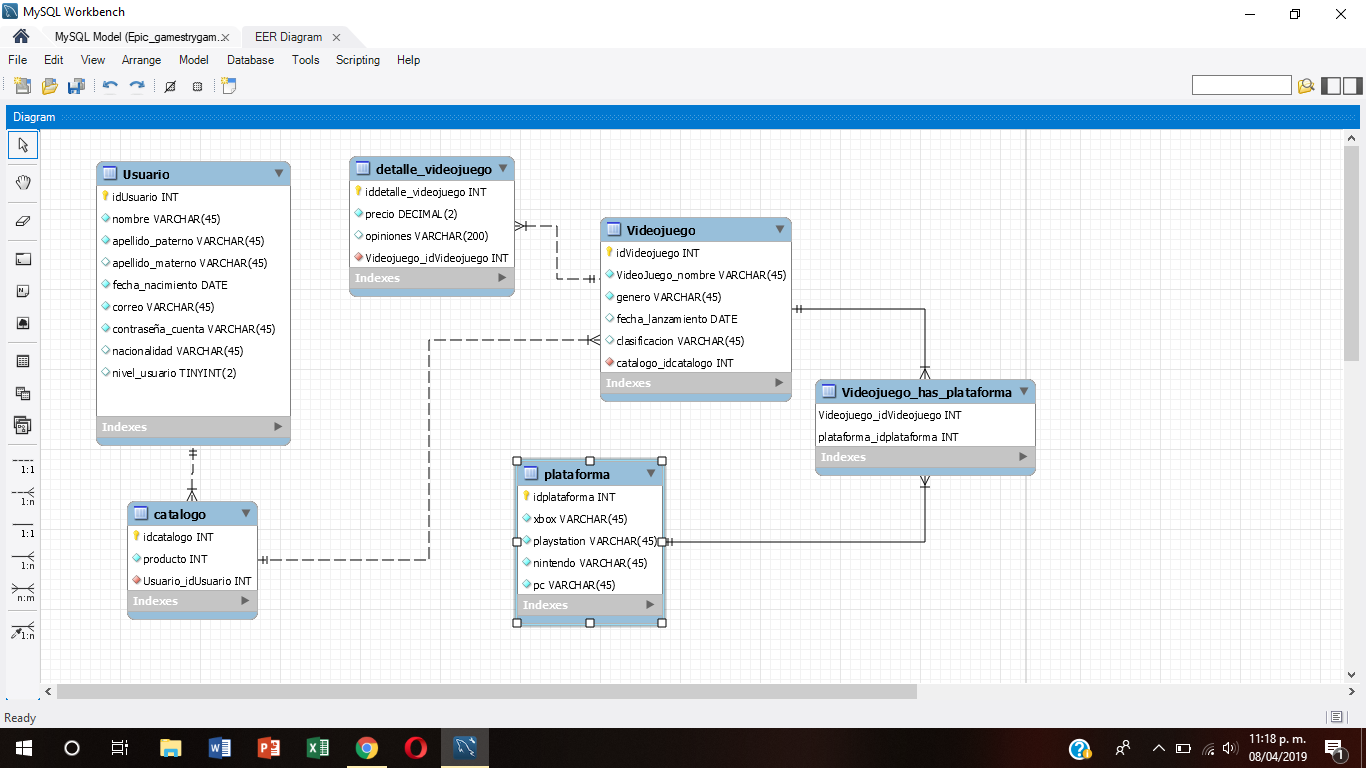 MySQL Workbench
MySQL Model (Epic_gamestrygam... ×
EER Diagram ×
File Edit View Arrange Model Database Tools Scripting Help
Diagram
Usuario
idUsuario INT
nombre VARCHAR(45)
apellido_paterno VARCHAR(45)
apellido_materno VARCHAR(45)
fecha_nacimiento DATE
correo VARCHAR(45)
contraseña_cuenta VARCHAR(45)
nacionalidad VARCHAR(45)
nivel_usuario TINYINT(2)
Indexes
detalle_videojuego
iddetalle_videojuego INT
precio DECIMAL(2)
opiniones VARCHAR(200)
Videojuego_idVideojuego INT
Indexes
Videojuego
idVideojuego INT
VideoJuego_nombre VARCHAR(45)
genero VARCHAR(45)
fecha_lanzamiento DATE
clasificacion VARCHAR(45)
catalogo_idcatalogo INT
Indexes
Videojuego_has_plataforma
Videojuego_idVideojuego INT
plataforma_idplataforma INT
Indexes
plataforma
idplataforma INT
xbox VARCHAR(45)
playstation VARCHAR(45)
nintendo VARCHAR(45)
pc VARCHAR(45)
Indexes
catalogo
idcatalogo INT
producto INT
Usuario_idUsuario INT
Indexes
1:1
1:n
1:1
1:n
n:m
1:n
Ready
11:18 p. m.
08/04/2019
1